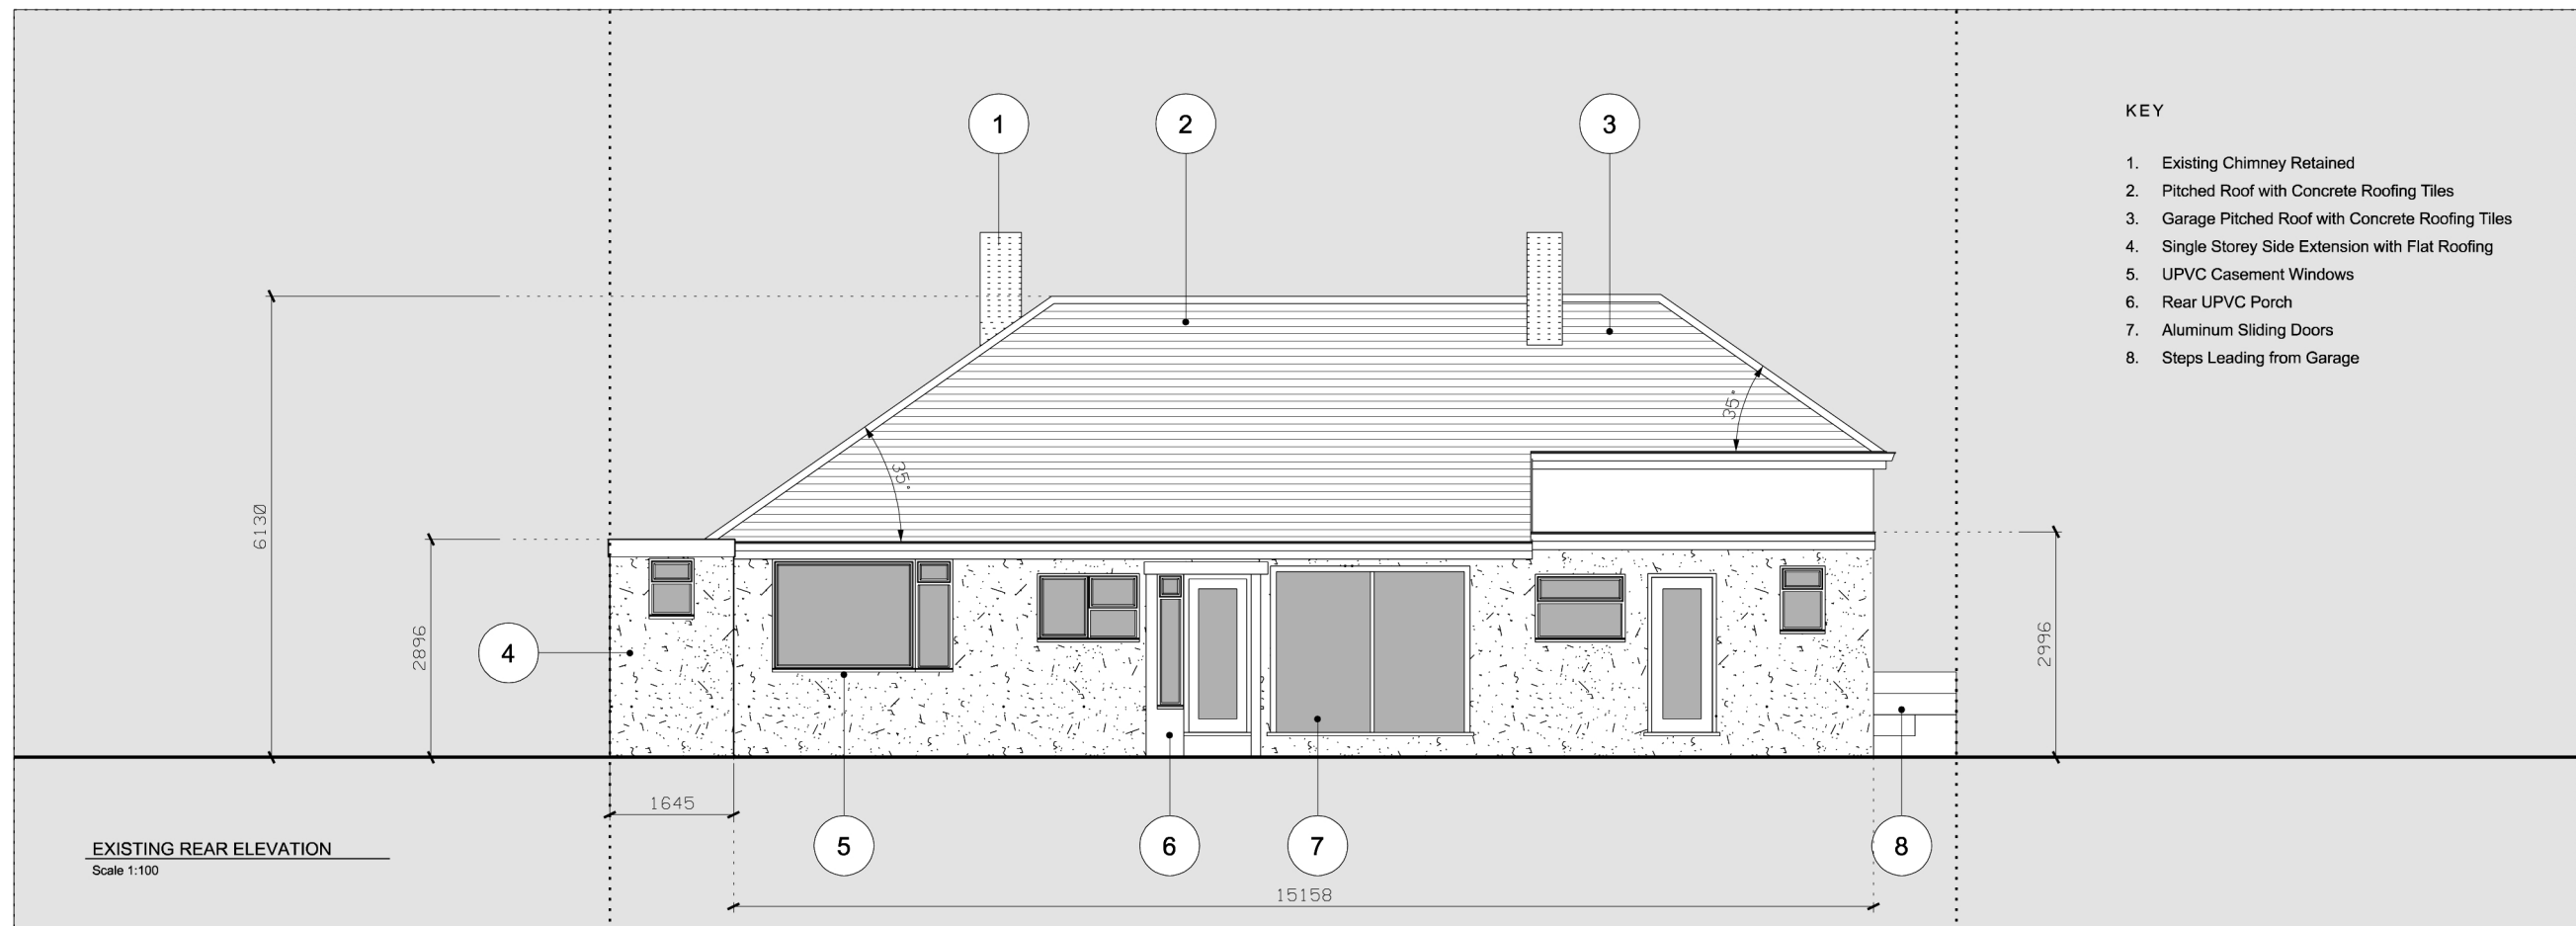 1
2
3
KEY
1. Existing Chimney Retained
2. Pitched Roof with Concrete Roofing Tiles
3. Garage Pitched Roof with Concrete Roofing Tiles
4. Single Storey Side Extension with Flat Roofing
5. UPVC Casement Windows
6. Rear UPVC Porch
7. Aluminum Sliding Doors
8. Steps Leading from Garage
35°
35°
6130
2896
4
2996
1645
5
6
7
8
EXISTING REAR ELEVATION
Scale 1:100
15158